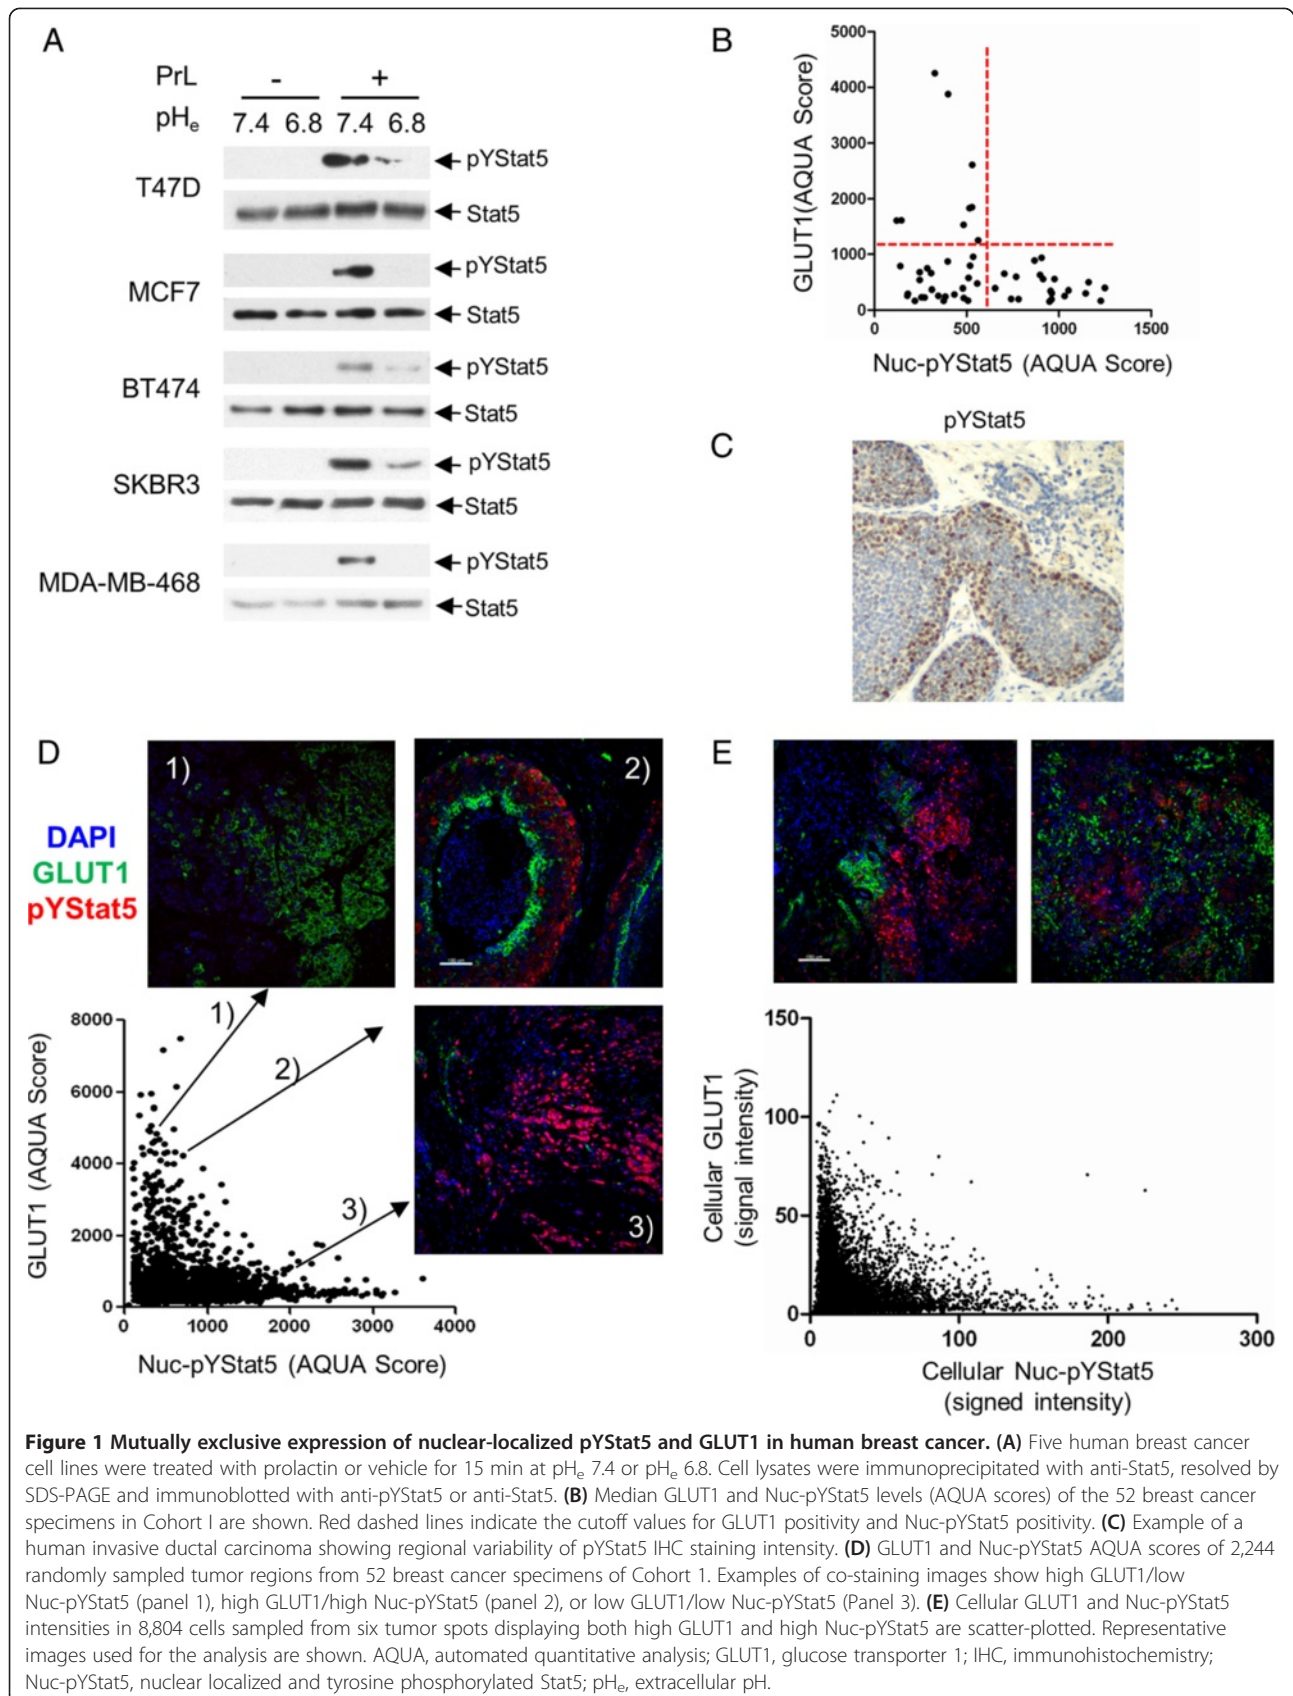 A
PrL - +
pHe 7.4 6.8 7.4 6.8
T47D
pYStat5
Stat5
MCF7
pYStat5
Stat5
BT474
pYStat5
Stat5
SKBR3
pYStat5
Stat5
MDA-MB-468
pYStat5
Stat5
B
GLUT1(AQUA Score)
5000
4000
3000
2000
1000
0
0 500 1000 1500
Nuc-pYStat5 (AQUA Score)
C
pYStat5
D
DAPI
GLUT1
pYStat5
1)
2)
3)
1)
2)
3)
GLUT1 (AQUA Score)
8000
6000
4000
2000
0
0 1000 2000 3000 4000
Nuc-pYStat5 (AQUA Score)
E
Cellular GLUT1
(signal intensity)
150
100
50
0
0 100 200 300
Cellular Nuc-pYStat5
(signed intensity)
Figure 1 Mutually exclusive expression of nuclear-localized pYStat5 and GLUT1 in human breast cancer. (A) Five human breast cancer
cell lines were treated with prolactin or vehicle for 15 min at pHe 7.4 or pHe 6.8. Cell lysates were immunoprecipitated with anti-Stat5, resolved by
SDS-PAGE and immunoblotted with anti-pYStat5 or anti-Stat5. (B) Median GLUT1 and Nuc-pYStat5 levels (AQUA scores) of the 52 breast cancer
specimens in Cohort I are shown. Red dashed lines indicate the cutoff values for GLUT1 positivity and Nuc-pYStat5 positivity. (C) Example of a
human invasive ductal carcinoma showing regional variability of pYStat5 IHC staining intensity. (D) GLUT1 and Nuc-pYStat5 AQUA scores of 2,244
randomly sampled tumor regions from 52 breast cancer specimens of Cohort 1. Examples of co-staining images show high GLUT1/low
Nuc-pYStat5 (panel 1), high GLUT1/high Nuc-pYStat5 (panel 2), or low GLUT1/low Nuc-pYStat5 (Panel 3). (E) Cellular GLUT1 and Nuc-pYStat5
intensities in 8,804 cells sampled from six tumor spots displaying both high GLUT1 and high Nuc-pYStat5 are scatter-plotted. Representative
images used for the analysis are shown. AQUA, automated quantitative analysis; GLUT1, glucose transporter 1; IHC, immunohistochemistry;
Nuc-pYStat5, nuclear localized and tyrosine phosphorylated Stat5; pHe, extracellular pH.